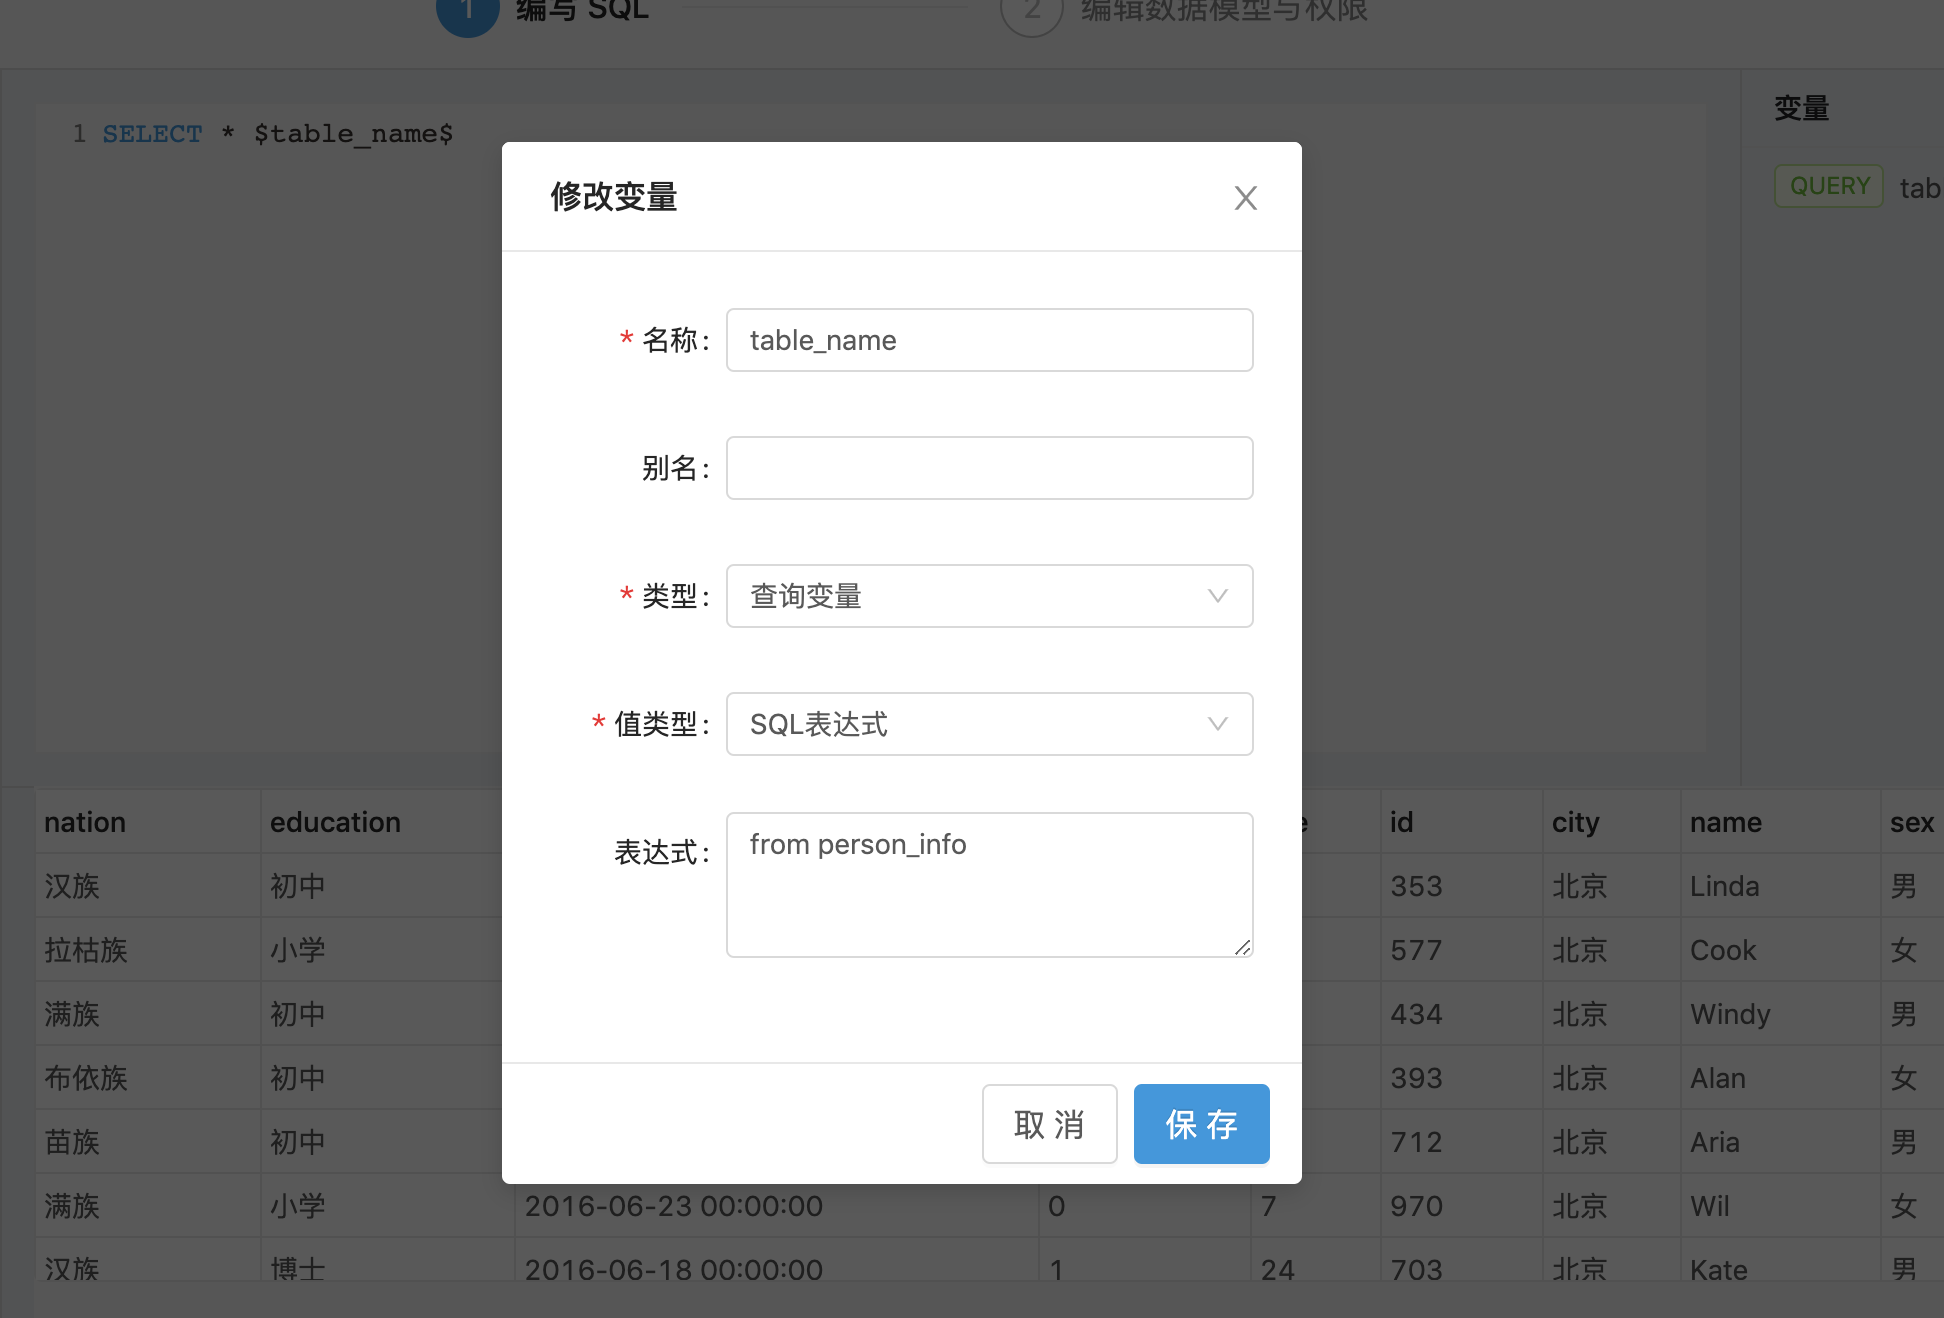 1 编写 SQL
2 编辑数据模型与权限
1 SELECT * $table_name$
变量
QUERY tab
修改变量
* 名称: table_name
别名:
* 类型: 查询变量
* 值类型: SQL表达式
表达式: from person_info
取 消 保 存
nation education id city name sex
汉族 初中 353 北京 Linda 男
拉枯族 小学 577 北京 Cook 女
满族 初中 434 北京 Windy 男
布依族 初中 393 北京 Alan 女
苗族 初中 712 北京 Aria 男
满族 小学 2016-06-23 00:00:00 0 7 970 北京 Wil 女
汉族 博士 2016-06-18 00:00:00 1 24 703 北京 Kate 男